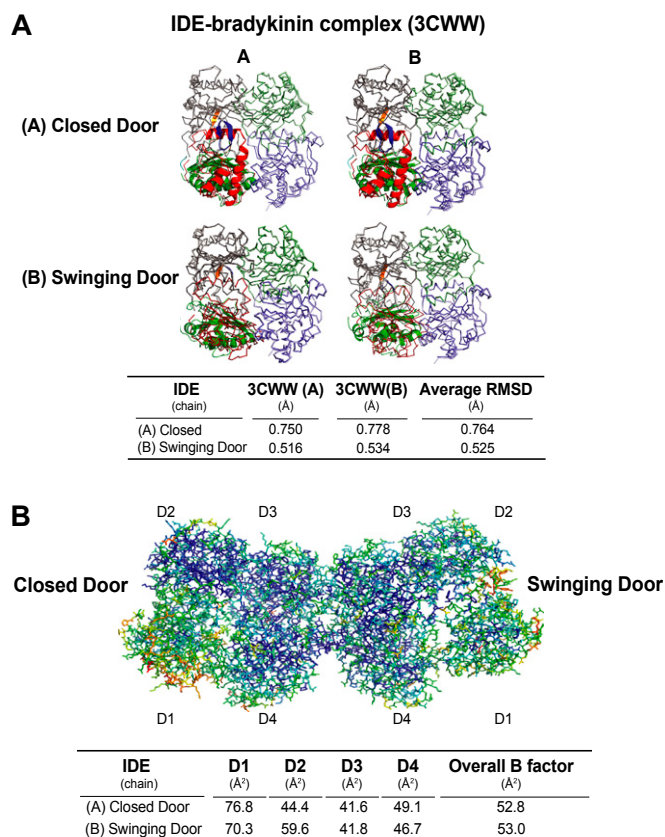 A
IDE-bradykinin complex (3CWW)
A B
(A) Closed Door
(B) Swinging Door
IDE 3CWW (A) 3CWW(B) Average RMSD
(chain) (Å) (Å) (Å)
(A) Closed 0.750 0.778 0.764
(B) Swinging Door 0.516 0.534 0.525
B
D2 D3 D3 D2
Closed Door Swinging Door
D1 D4 D4 D1
IDE D1 D2 D3 D4 Overall B factor
(chain) (Å²) (Å²) (Å²) (Å²) (Å²)
(A) Closed Door 76.8 44.4 41.6 49.1 52.8
(B) Swinging Door 70.3 59.6 41.8 46.7 53.0